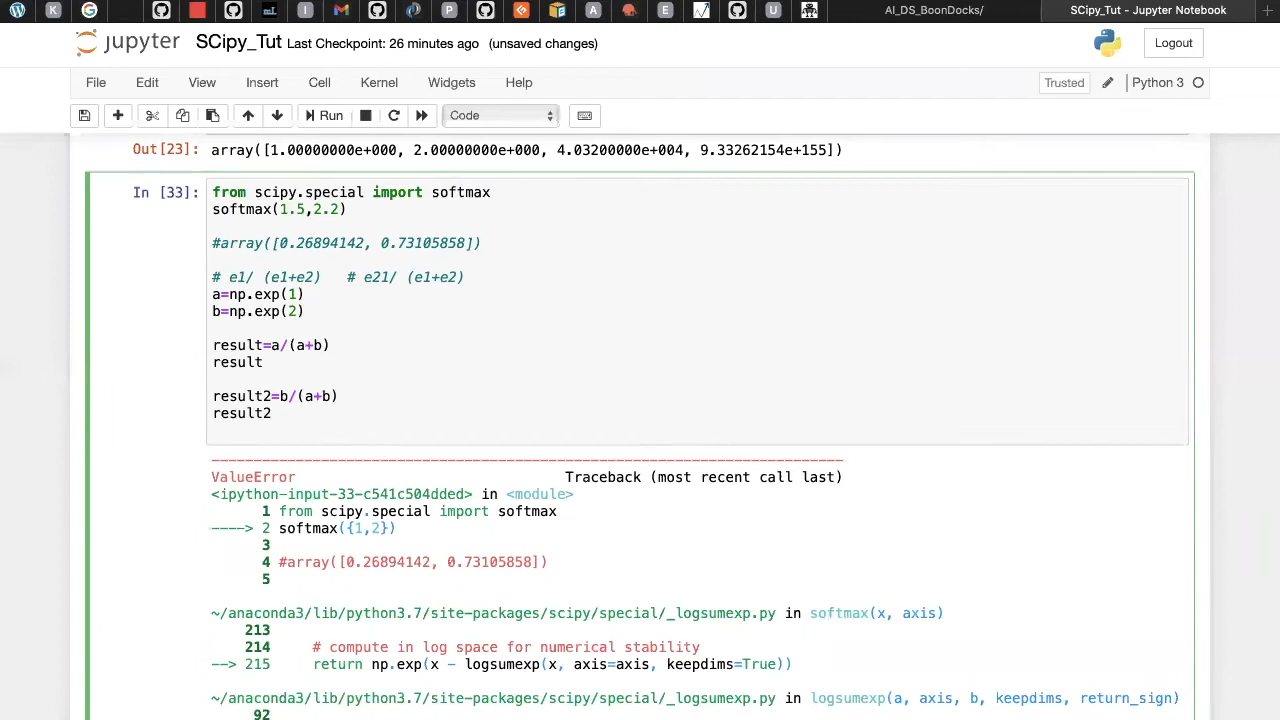 W
K
G
mL
I
P
A
E
U
AI_DS_BoonDocks/
SCipy_Tut - Jupyter Notebook
jupyter SCipy_Tut Last Checkpoint: 26 minutes ago (unsaved changes)
Logout
File Edit View Insert Cell Kernel Widgets Help
Trusted
Python 3
Run
Code
Out[23]: array([1.00000000e+000, 2.00000000e+000, 4.03200000e+004, 9.33262154e+155])
In [33]: from scipy.special import softmax
softmax(1.5,2.2)
#array([0.26894142, 0.73105858])
# e1/ (e1+e2)   # e21/ (e1+e2)
a=np.exp(1)
b=np.exp(2)
result=a/(a+b)
result
result2=b/(a+b)
result2
ValueError Traceback (most recent call last)
<ipython-input-33-c541c504dded> in <module>
1 from scipy.special import softmax
----> 2 softmax({1,2})
3
4 #array([0.26894142, 0.73105858])
5
~/anaconda3/lib/python3.7/site-packages/scipy/special/_logsumexp.py in softmax(x, axis)
213
214 # compute in log space for numerical stability
--> 215 return np.exp(x - logsumexp(x, axis=axis, keepdims=True))
~/anaconda3/lib/python3.7/site-packages/scipy/special/_logsumexp.py in logsumexp(a, axis, b, keepdims, return_sign)
92